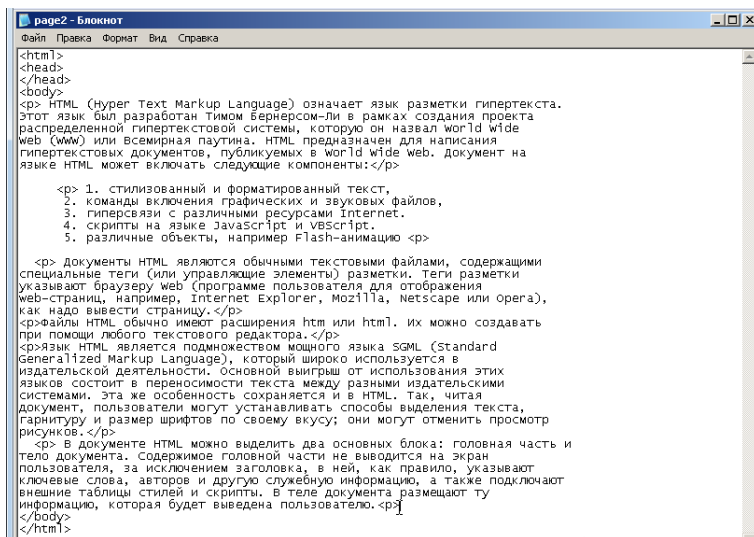 page2 - Блокнот
Файл Правка Формат Вид Справка
<html>
<head>
</head>
<body>
<p> HTML (Hyper Text Markup Language) означает язык разметки гипертекста.
Этот язык был разработан Тимом Бернерсом-Ли в рамках создания проекта
распределенной гипертекстовой системы, которую он назвал World Wide
Web (WWW) или Всемирная паутина. HTML предназначен для написания
гипертекстовых документов, публикуемых в World Wide Web. Документ на
языке HTML может включать следующие компоненты:</p>
<p> 1. стилизованный и форматированный текст,
2. команды включения графических и звуковых файлов,
3. гиперсвязи с различными ресурсами Internet.
4. скрипты на языке JavaScript и VBScript.
5. различные объекты, например Flash-анимацию <p>
<p> Документы HTML являются обычными текстовыми файлами, содержащими
специальные теги (или управляющие элементы) разметки. Теги разметки
указывают браузеру Web (программе пользователя для отображения
web-страниц, например, Internet Explorer, Mozilla, Netscape или Opera),
как надо вывести страницу.</p>
<p>Файлы HTML обычно имеют расширения htm или html. Их можно создавать
при помощи любого текстового редактора.</p>
<p>Язык HTML является подмножеством мощного языка SGML (Standard
Generalized Markup Language), который широко используется в
издательской деятельности. Основной выигрыш от использования этих
языков состоит в переносимости текста между разными издательскими
системами. Эта же особенность сохраняется и в HTML. Так, читая
документ, пользователи могут устанавливать способы выделения текста,
гарнитуру и размер шрифтов по своему вкусу; они могут отменить просмотр
рисунков.</p>
<p> В документе HTML можно выделить два основных блока: головная часть и
тело документа. Содержимое головной части не выводится на экран
пользователя, за исключением заголовка, в ней, как правило, указывают
ключевые слова, авторов и другую служебную информацию, а также подключают
внешние таблицы стилей и скрипты. В теле документа размещают ту
информацию, которая будет выведена пользователю.<p>
</body>
</html>